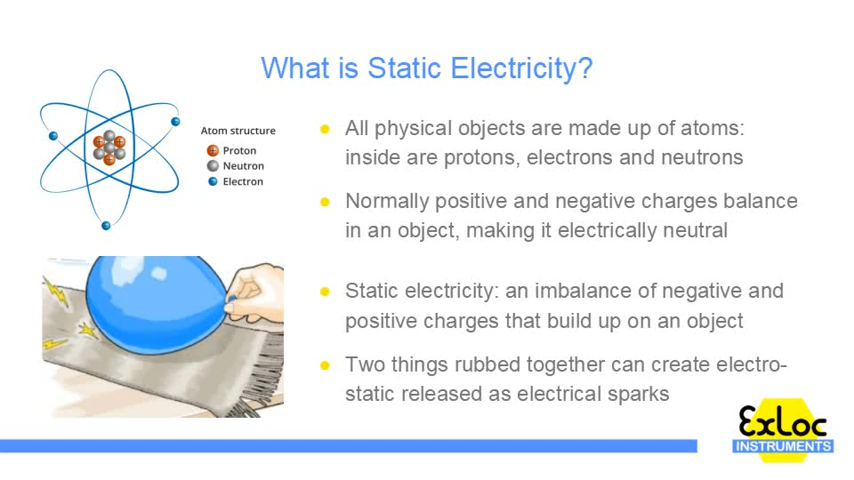 What is Static Electricity?
Atom structure
Proton
Neutron
Electron
All physical objects are made up of atoms:
inside are protons, electrons and neutrons
Normally positive and negative charges balance
in an object, making it electrically neutral
Static electricity: an imbalance of negative and
positive charges that build up on an object
Two things rubbed together can create electro-
static released as electrical sparks
ExLoc
INSTRUMENTS